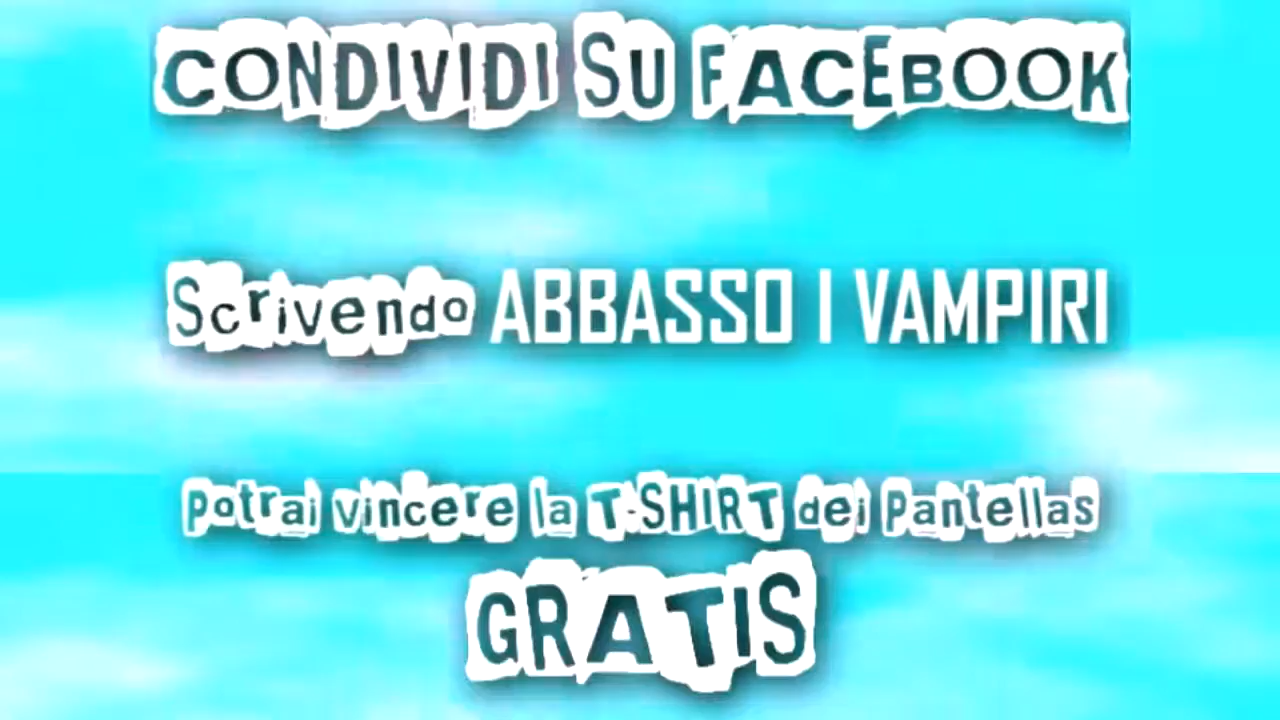 CONDIVIDI SU FACEBOOK
Scrivendo ABBASSO I VAMPIRI
potrai vincere la T-SHIRT dei Pantellas
GRATIS